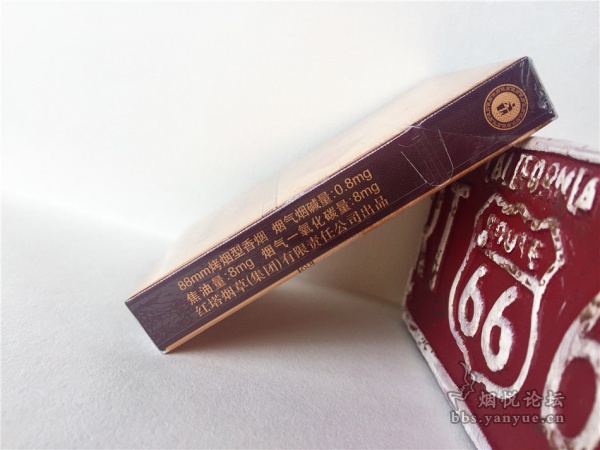 88mm烤烟型香烟 烟气烟碱量:0.8mg
焦油量:8mg 烟气一氧化碳量:8mg
红塔烟草(集团)有限责任公司出品
CALIFORNIA
ROUTE
66
6
烟悦论坛
bbs.yanyue.cn